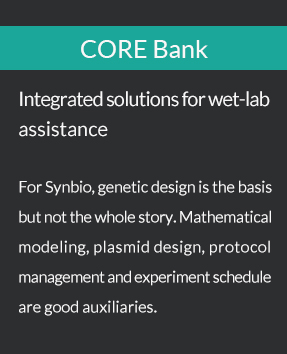 CORE Bank
Integrated solutions for wet-lab
assistance
For Synbio, genetic design is the basis
but not the whole story. Mathematical
modeling, plasmid design, protocol
management and experiment schedule
are good auxiliaries.